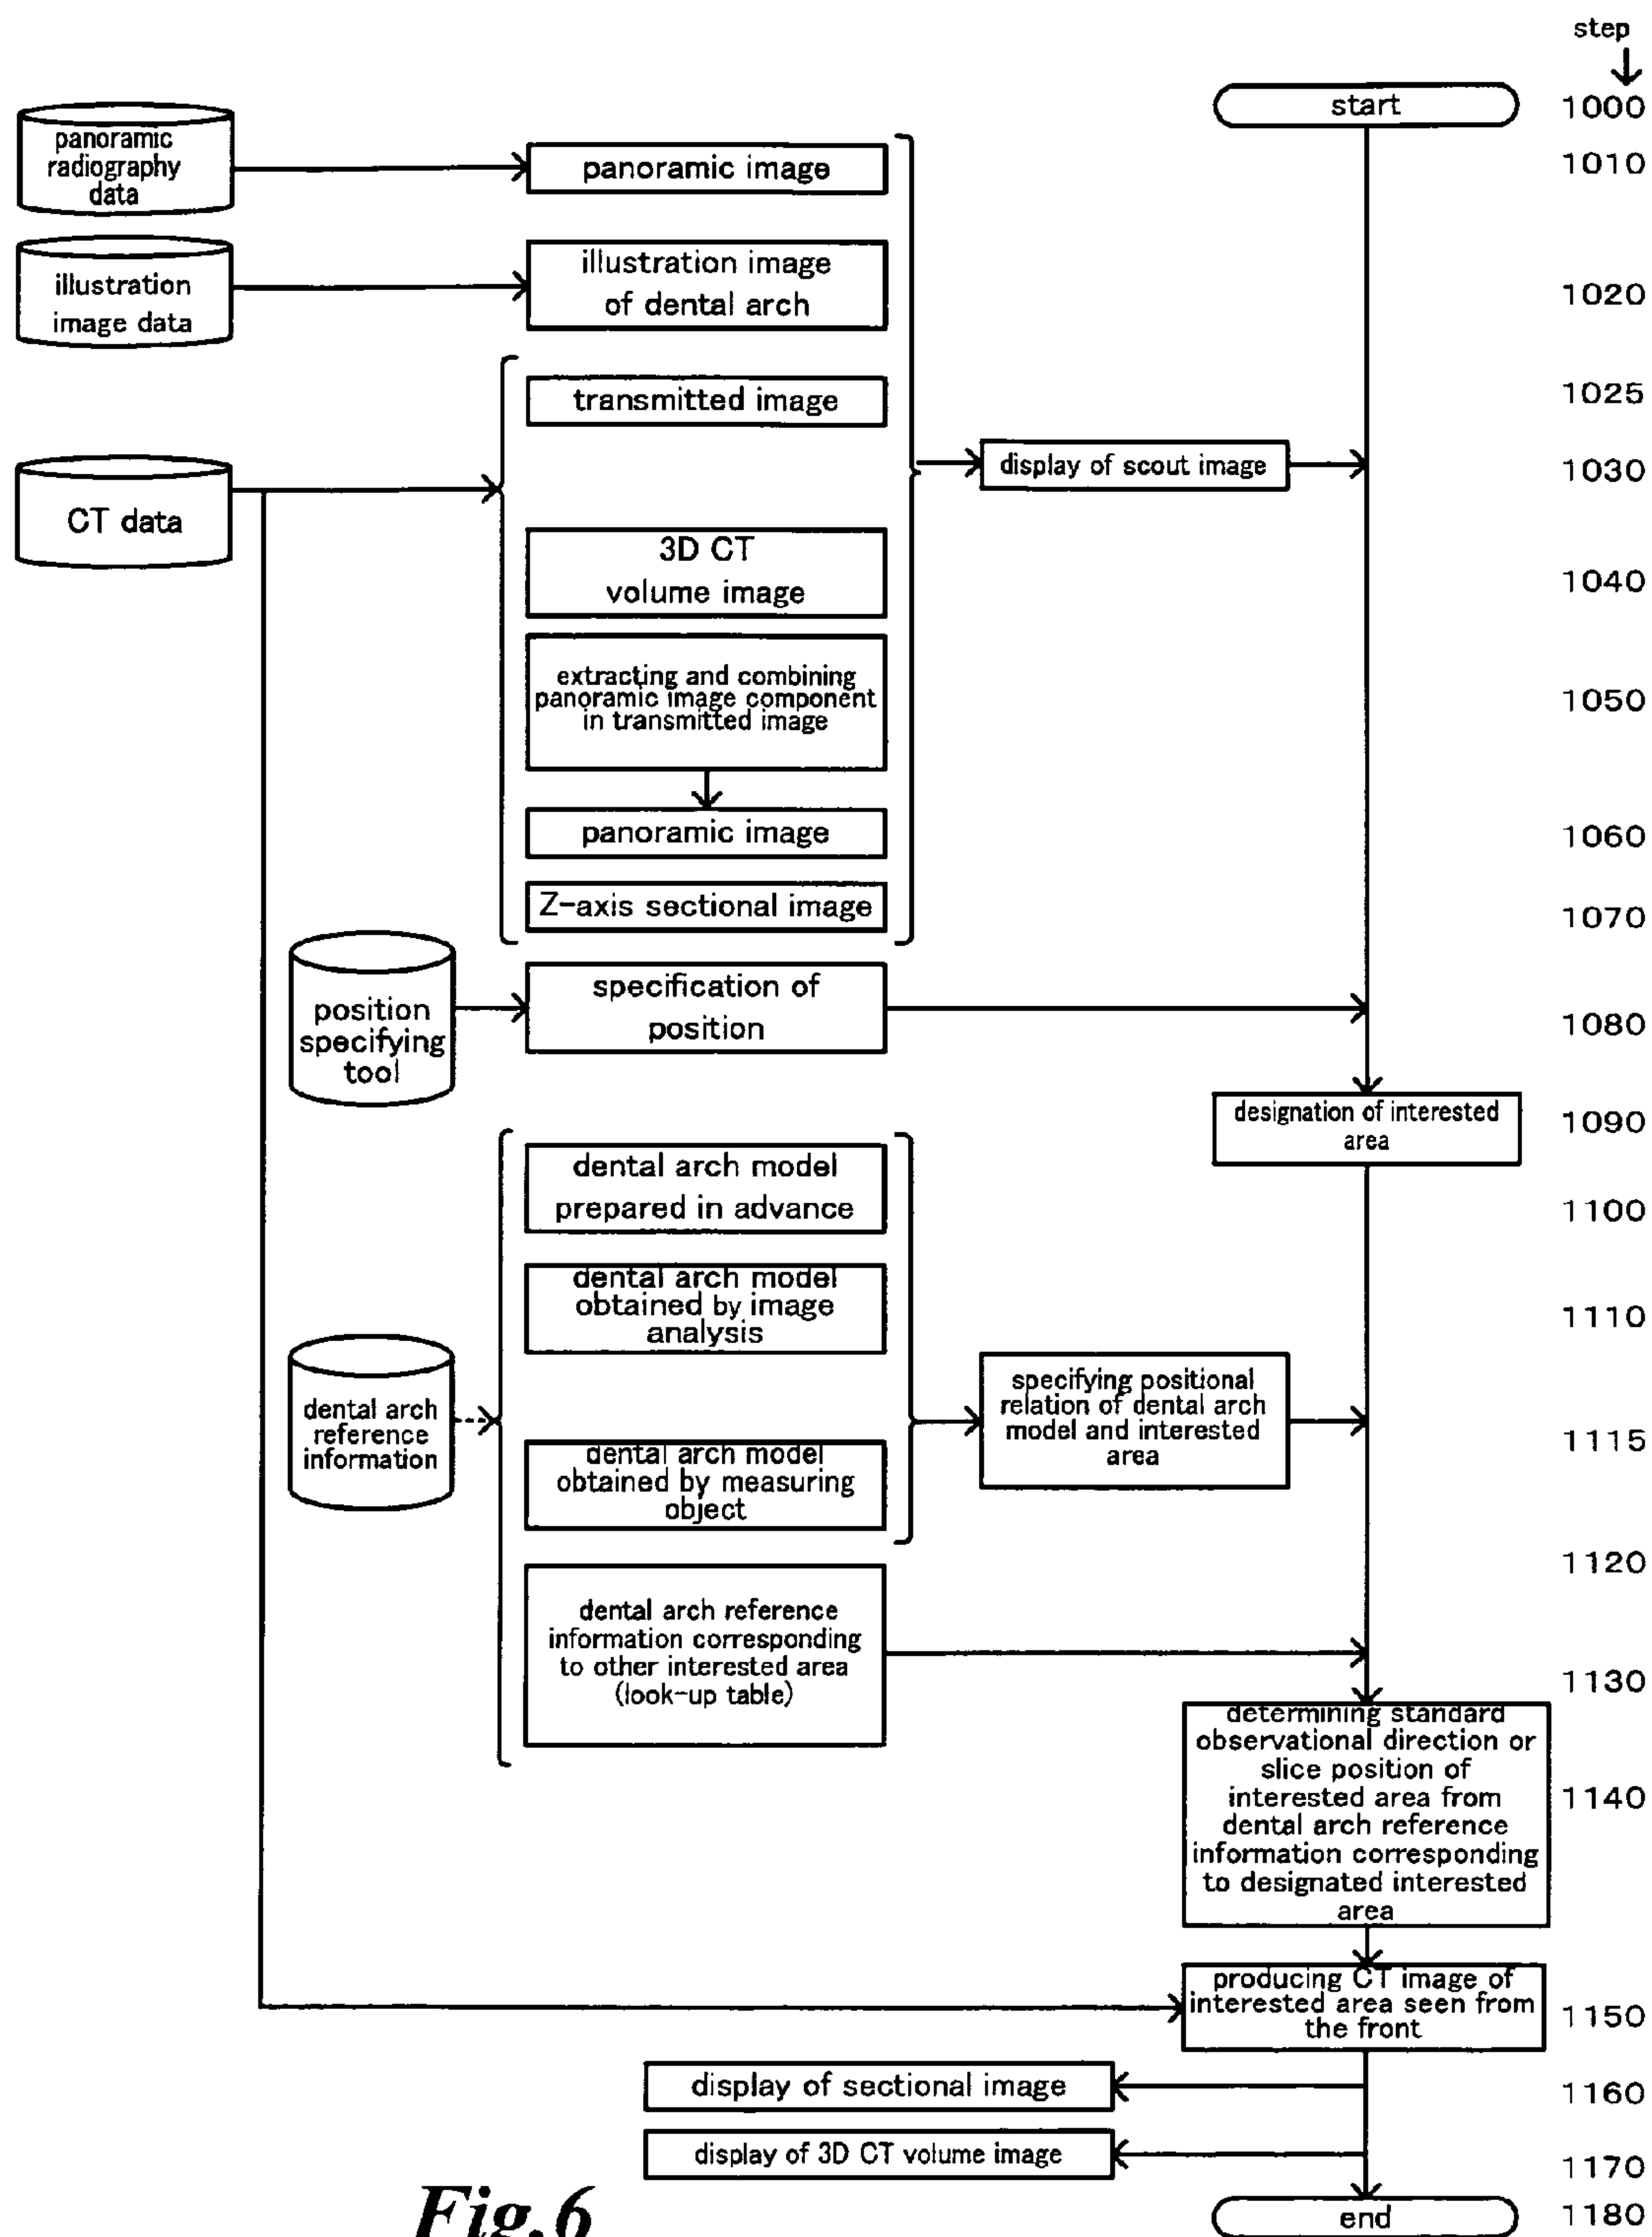 step
↓
start
1000
panoramic
radiography
data
panoramic image
1010
illustration
image data
illustration image
of dental arch
1020
transmitted image
1025
CT data
display of scout image
1030
3D CT
volume image
1040
extracting and combining
panoramic image component
in transmitted image
1050
panoramic image
1060
Z-axis sectional image
1070
position
specifying
tool
specification of
position
1080
designation of interested
area
1090
dental arch model
prepared in advance
1100
dental arch model
obtained by image
analysis
1110
dental arch
reference
information
specifying positional
relation of dental arch
model and interested
area
1115
dental arch model
obtained by measuring
object
1120
dental arch reference
information corresponding
to other interested area
(look-up table)
1130
determining standard
observational direction or
slice position of
interested area from
dental arch reference
information corresponding
to designated interested
area
1140
producing CT image of
interested area seen from
the front
1150
display of sectional image
1160
display of 3D CT volume image
1170
end
1180
Fig.6